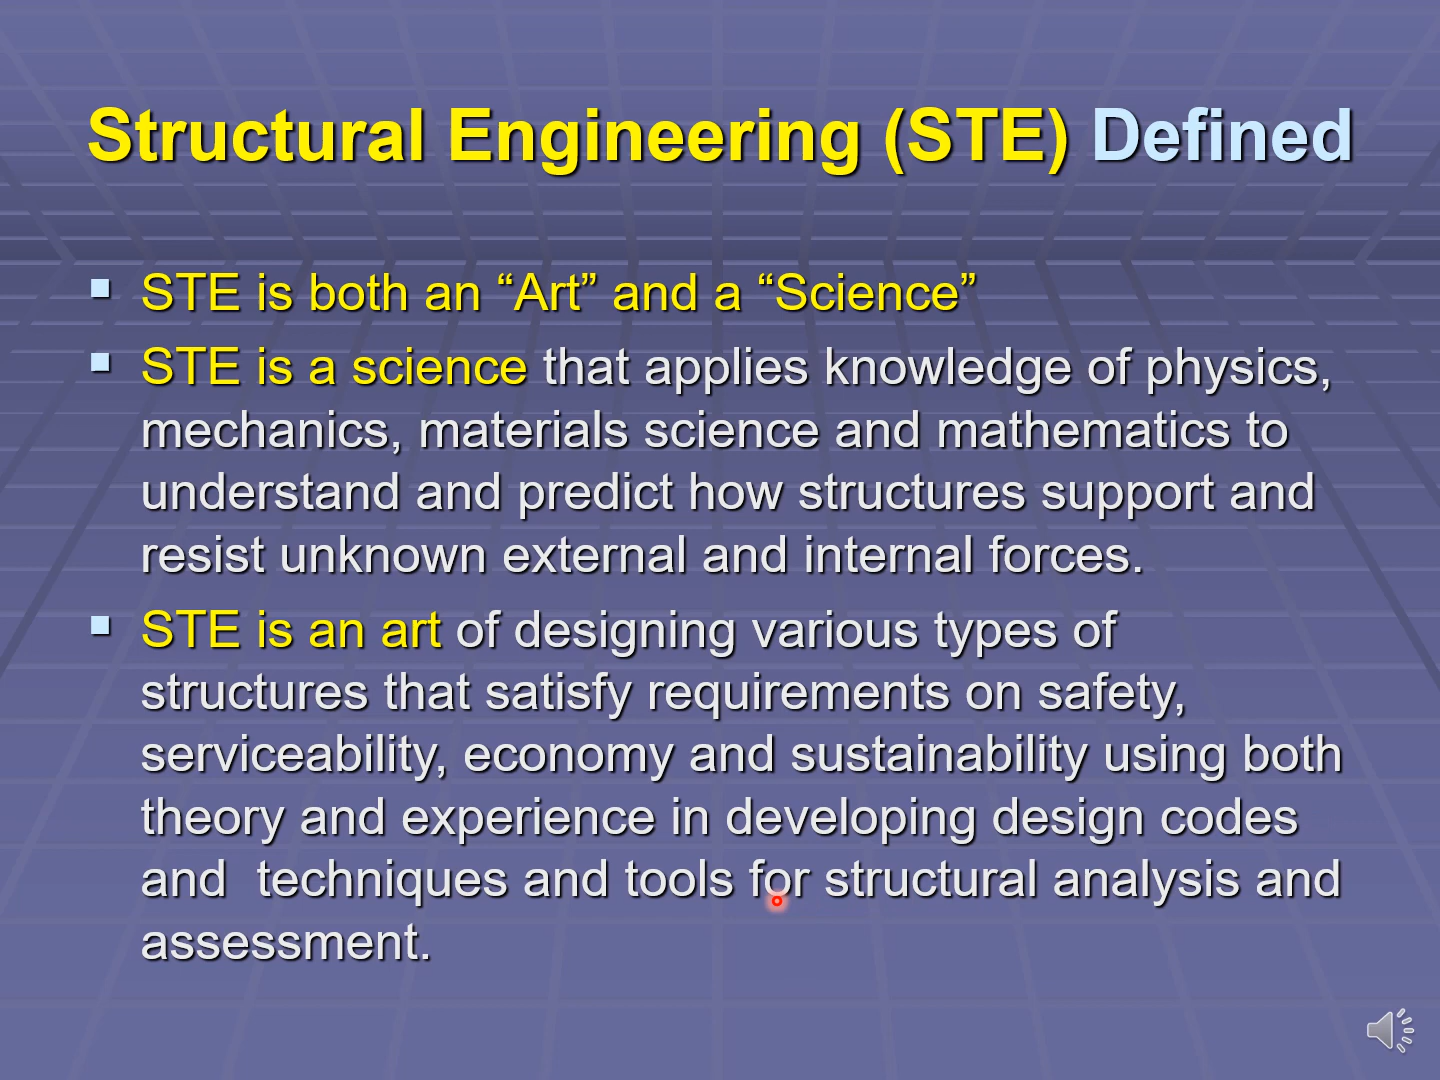 Structural Engineering (STE) Defined
STE is both an “Art” and a “Science”
STE is a science that applies knowledge of physics,
mechanics, materials science and mathematics to
understand and predict how structures support and
resist unknown external and internal forces.
STE is an art of designing various types of
structures that satisfy requirements on safety,
serviceability, economy and sustainability using both
theory and experience in developing design codes
and  techniques and tools for structural analysis and
assessment.